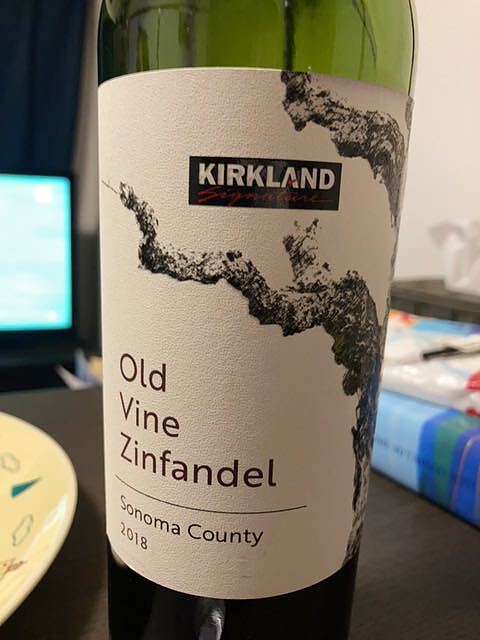 KIRKLAND
Signature
Old
Vine
Zinfandel
Sonoma County
2018